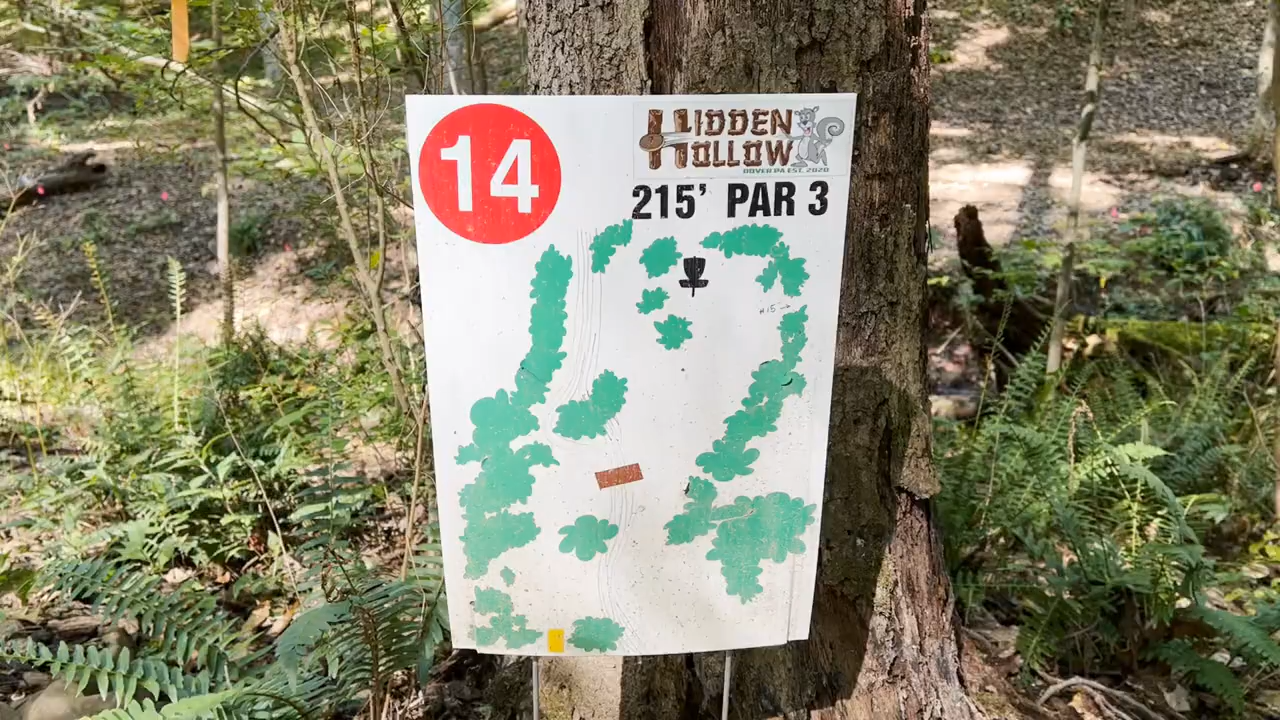 14
HIDDEN
HOLLOW
DOVER PA EST. 2020
215' PAR 3
#15